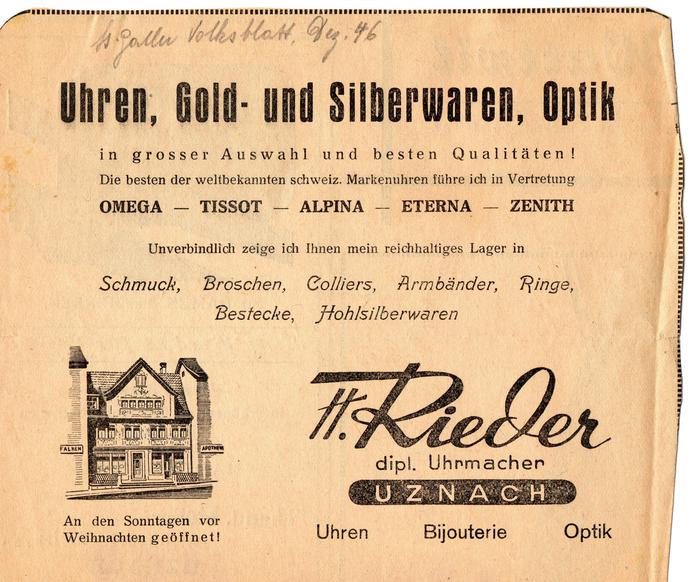 St. Galler Volksblatt, Dez. 46
Uhren, Gold- und Silberwaren, Optik
in grosser Auswahl und besten Qualitäten!
Die besten der weltbekannten schweiz. Markenuhren führe ich in Vertretung
OMEGA — TISSOT — ALPINA — ETERNA — ZENITH
Unverbindlich zeige ich Ihnen mein reichhaltiges Lager in
Schmuck, Broschen, Colliers, Armbänder, Ringe,
Bestecke, Hohlsilberwaren
FALKEN
APOTHEKE
H. Rieder
dipl. Uhrmacher
UZNACH
An den Sonntagen vor
Weihnachten geöffnet!
Uhren Bijouterie Optik